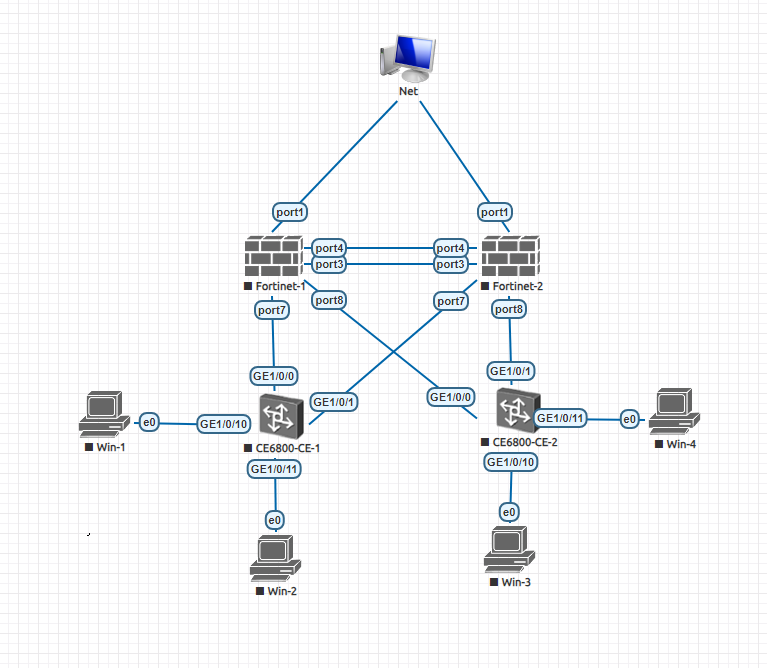 Net
port1
port1
port4
port4
port3
port3
Fortinet-1
Fortinet-2
port8
port7
port7
port8
GE1/0/0
GE1/0/1
GE1/0/1
GE1/0/0
e0
GE1/0/10
GE1/0/11
e0
Win-1
CE6800-CE-1
CE6800-CE-2
Win-4
GE1/0/11
GE1/0/10
e0
e0
Win-2
Win-3